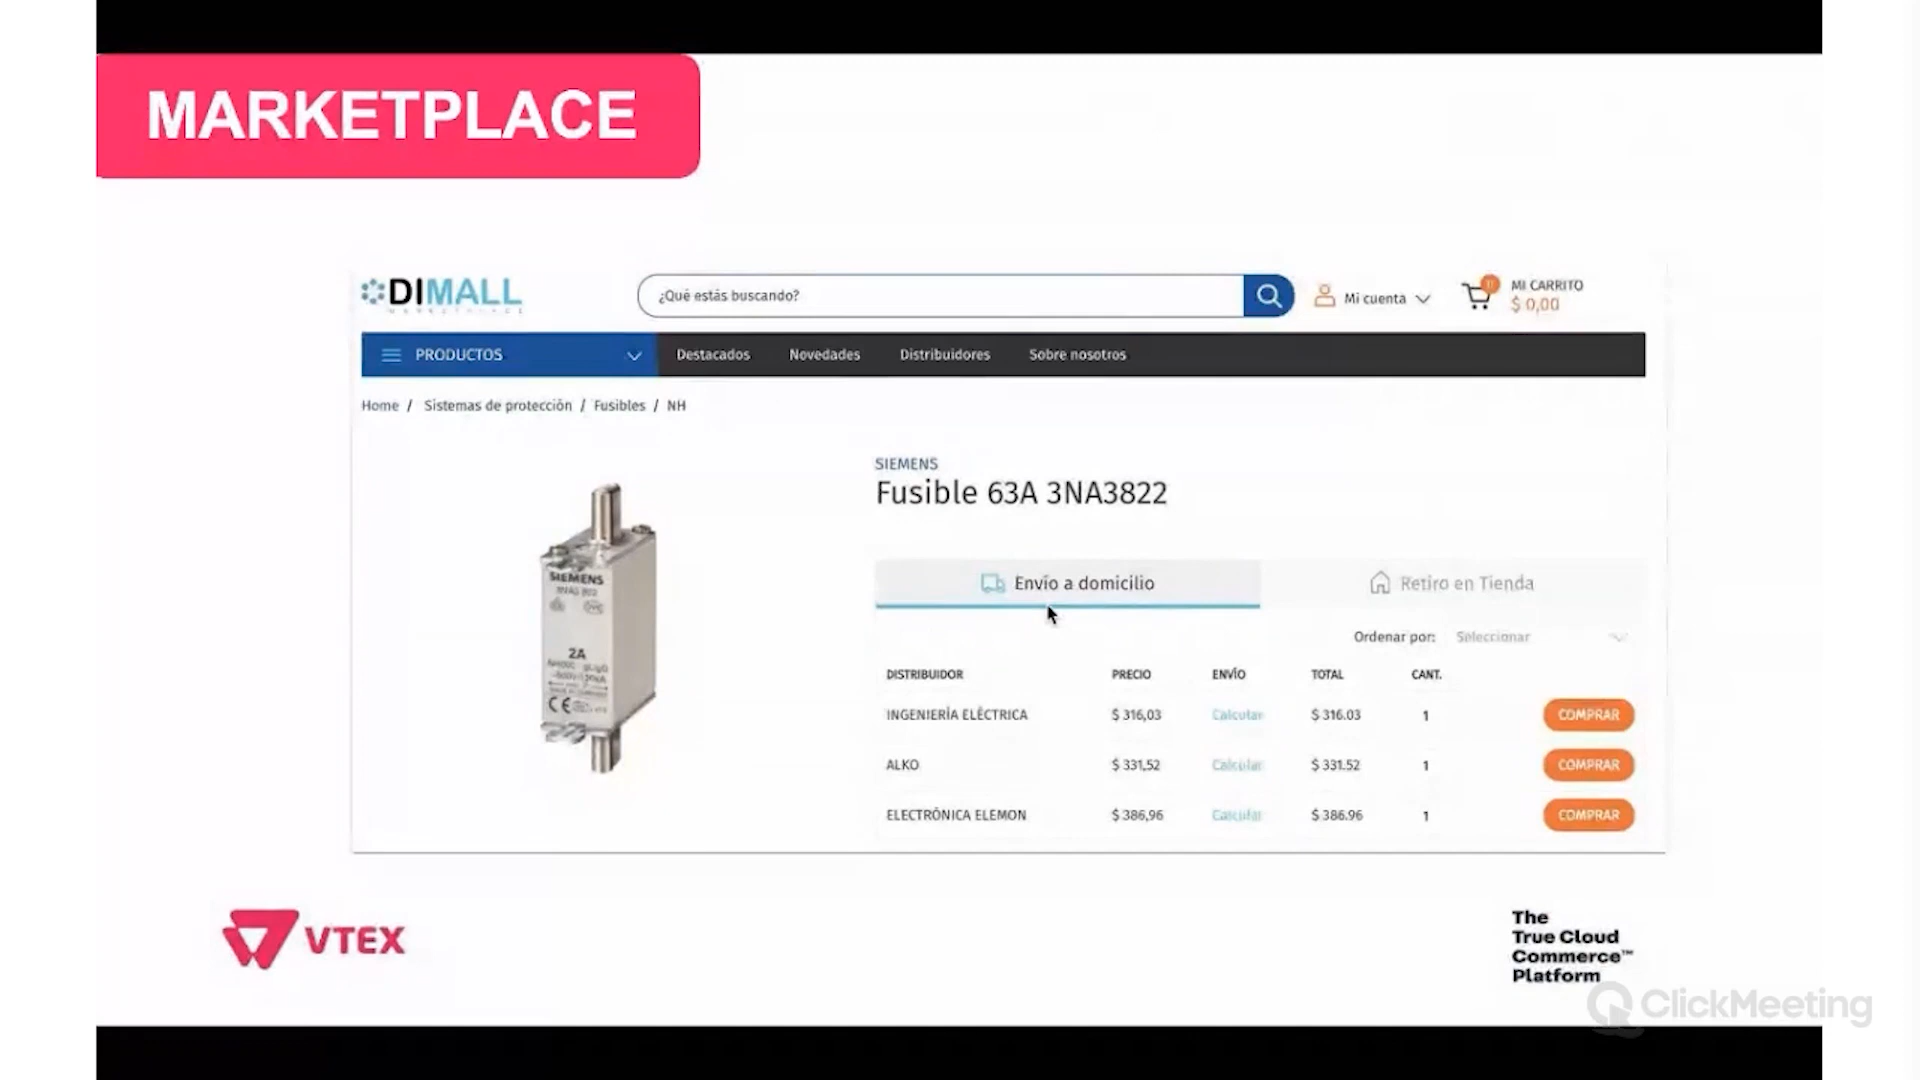 MARKETPLACE
DIMALL
MARKETPLACE
¿Qué estás buscando?
Mi cuenta
0
MI CARRITO
$ 0,00
PRODUCTOS
Destacados
Novedades
Distribuidores
Sobre nosotros
Home / Sistemas de protección / Fusibles / NH
SIEMENS
Fusible 63A 3NA3822
SIEMENS
2A
CE
Envío a domicilio
Retiro en Tienda
Ordenar por: Seleccionar
DISTRIBUIDOR PRECIO ENVÍO TOTAL CANT.
INGENIERÍA ELÉCTRICA $ 316,03 Calcular $ 316.03 1 COMPRAR
ALKO $ 331,52 Calcular $ 331.52 1 COMPRAR
ELECTRÓNICA ELEMON $ 386,96 Calcular $ 386.96 1 COMPRAR
VTEX
The
True Cloud
Commerce™
Platform
ClickMeeting